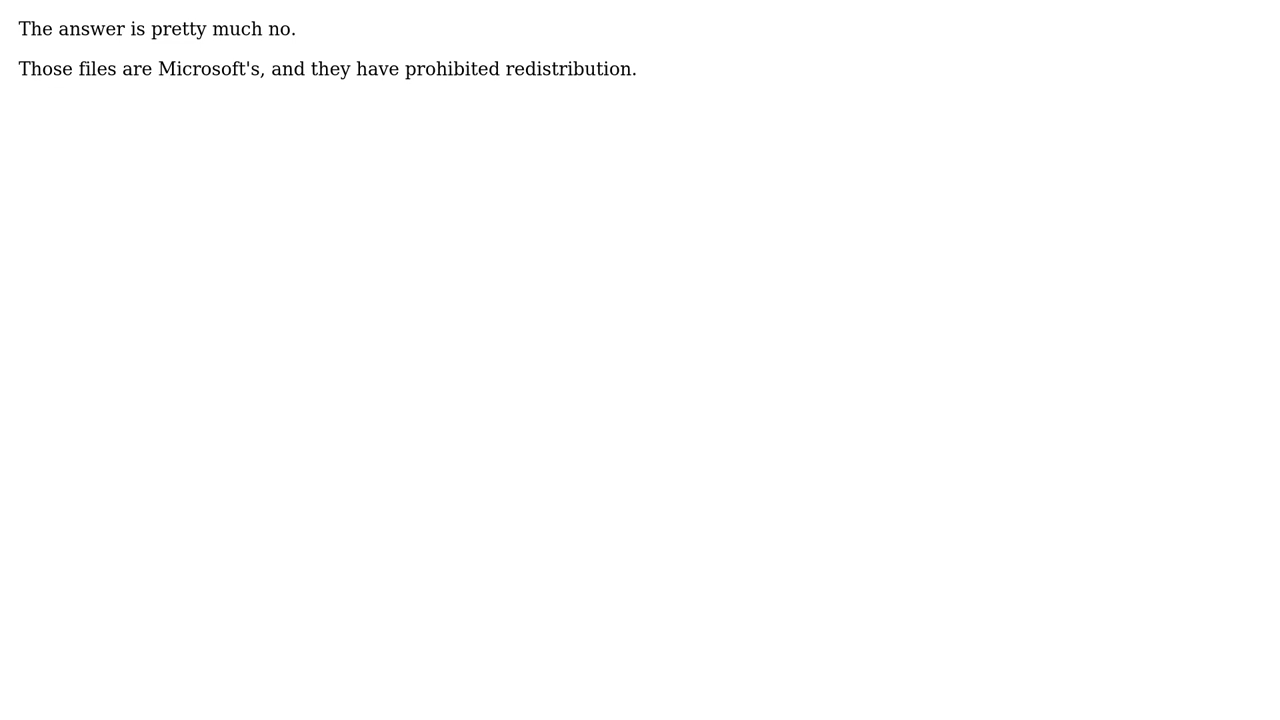 The answer is pretty much no.
Those files are Microsoft's, and they have prohibited redistribution.